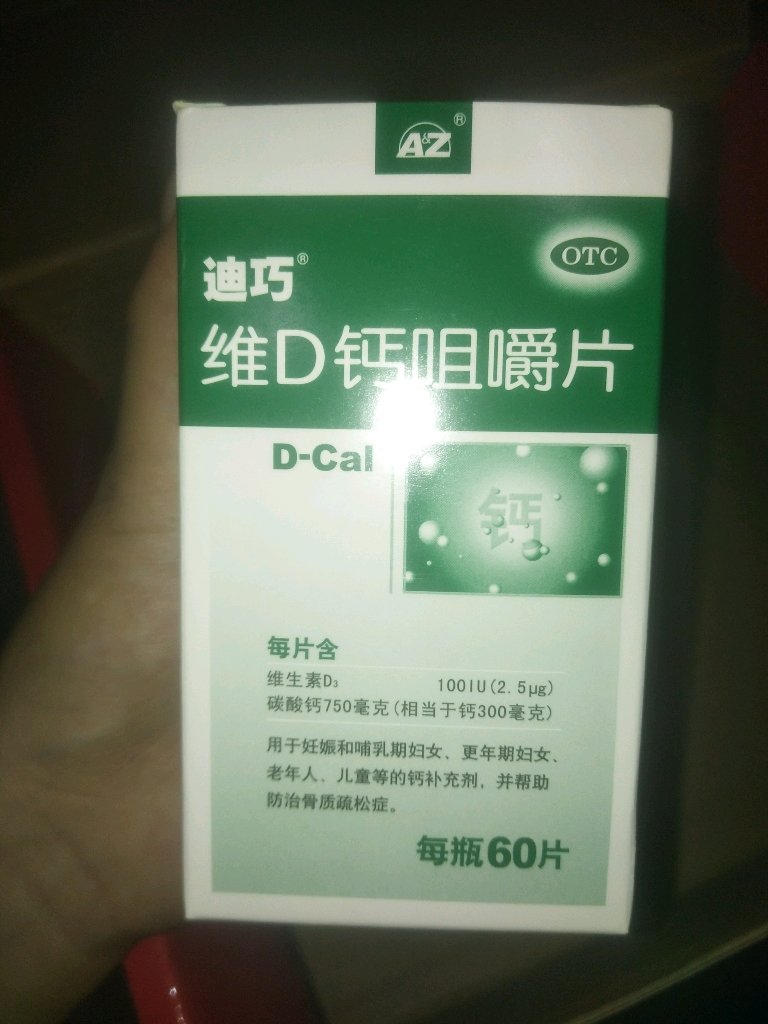 A&Z®
迪巧®
OTC
维D钙咀嚼片
D-Cal
钙
每片含
维生素D₃ 100IU(2.5μg)
碳酸钙750毫克(相当于钙300毫克)
用于妊娠和哺乳期妇女、更年期妇女、
老年人、儿童等的钙补充剂，并帮助
防治骨质疏松症。
每瓶60片